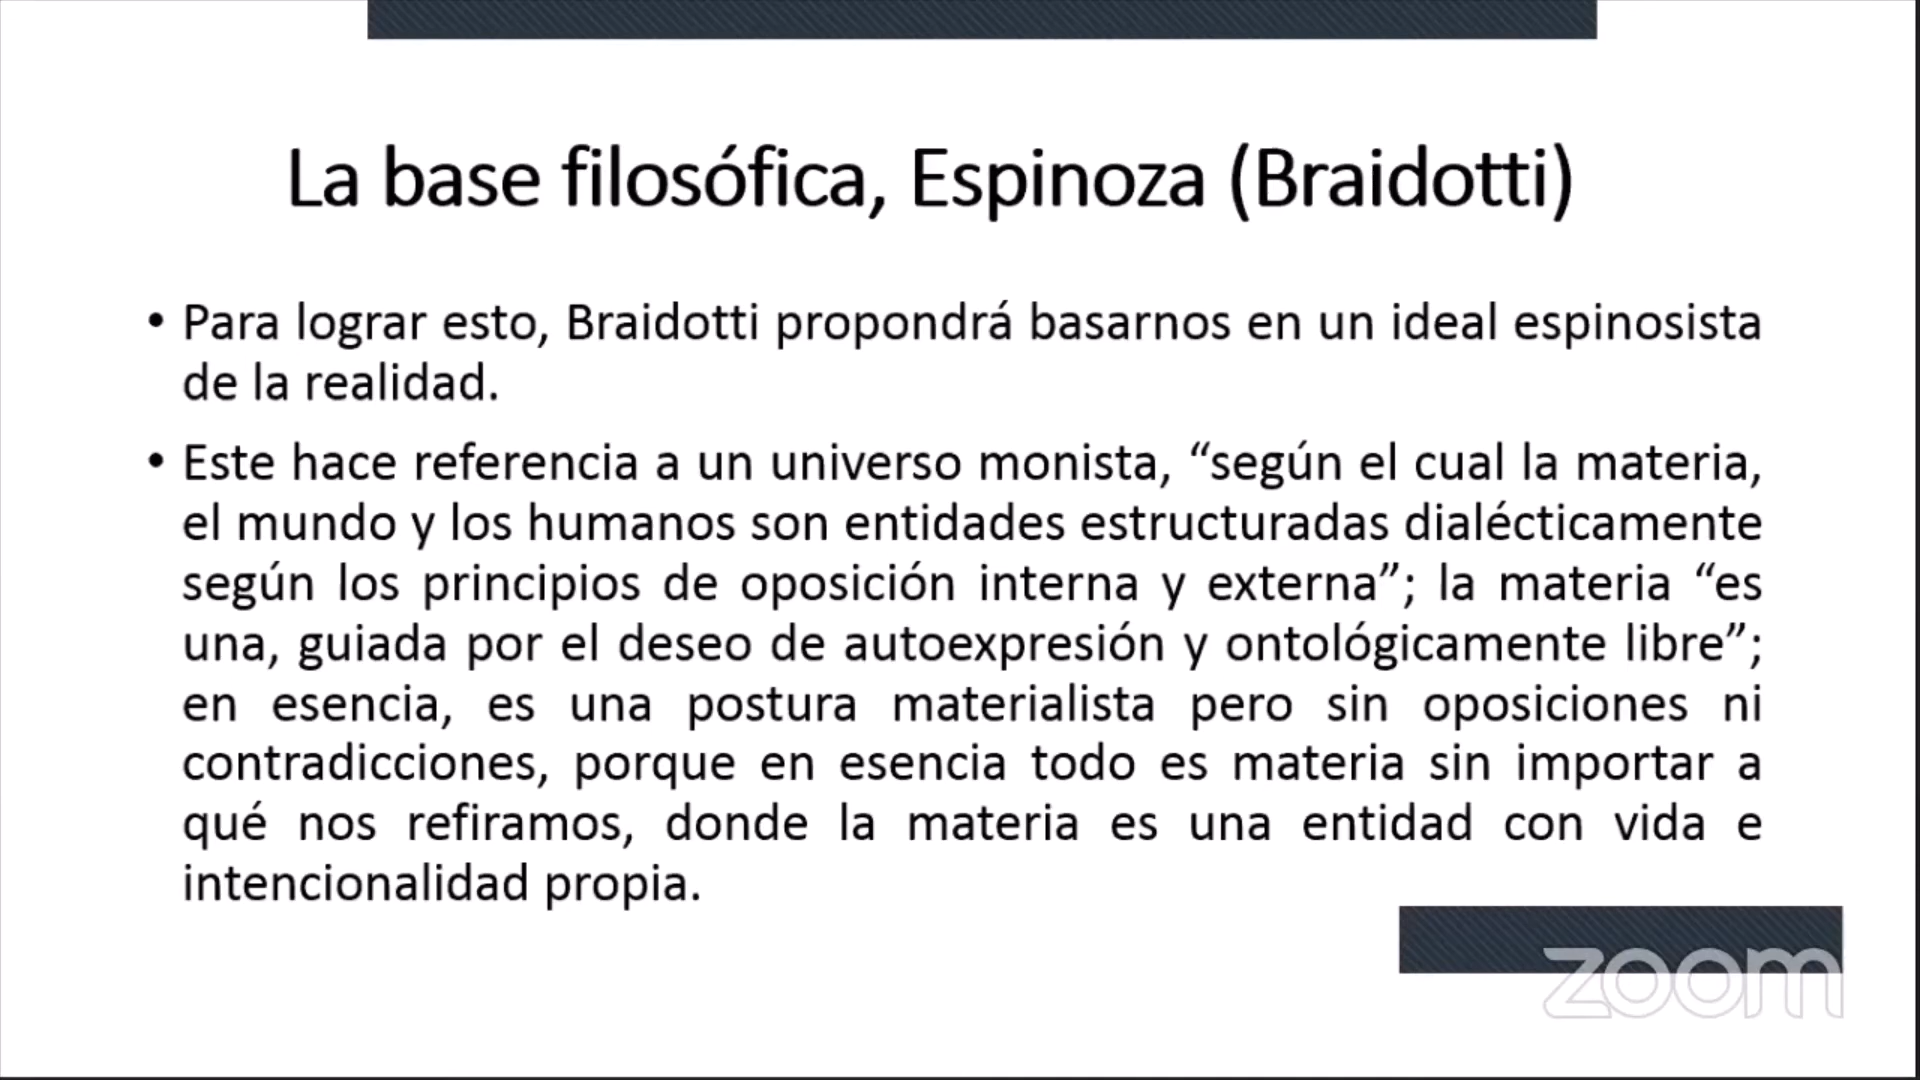 La base filosófica, Espinoza (Braidotti)
• Para lograr esto, Braidotti propondrá basarnos en un ideal espinosista
de la realidad.
• Este hace referencia a un universo monista, “según el cual la materia,
el mundo y los humanos son entidades estructuradas dialécticamente
según los principios de oposición interna y externa”; la materia “es
una, guiada por el deseo de autoexpresión y ontológicamente libre”;
en esencia, es una postura materialista pero sin oposiciones ni
contradicciones, porque en esencia todo es materia sin importar a
qué nos refiramos, donde la materia es una entidad con vida e
intencionalidad propia.
zoom